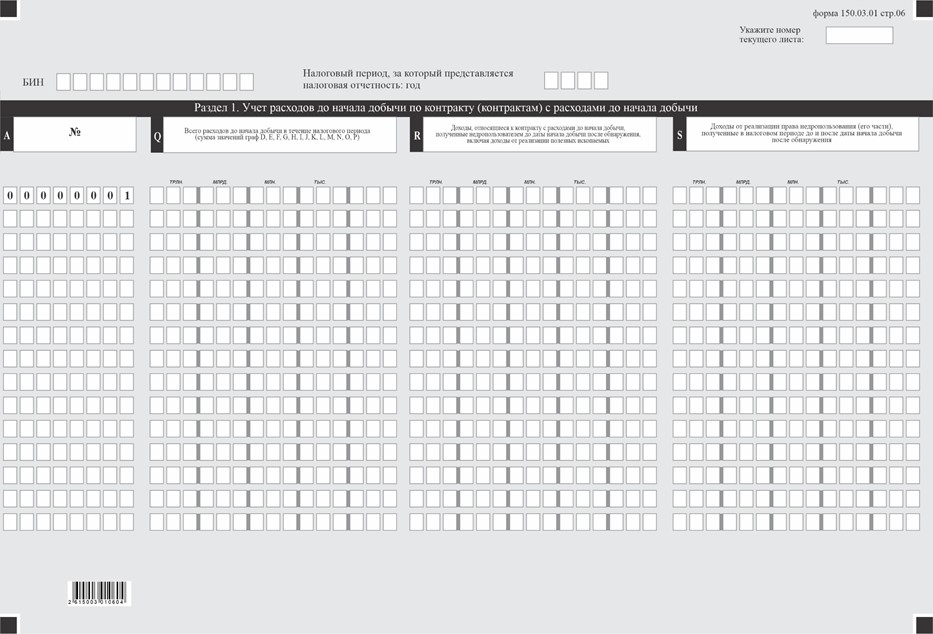 форма 150.03.01 стр.06
Укажите номер
текущего листа:
БИН
Налоговый период, за который представляется
налоговая отчетность: год
Раздел 1. Учет расходов до начала добычи по контракту (контрактам) с расходами до начала добычи
A
№
Q
Всего расходов до начала добычи в течение налогового периода
(сумма значений граф D, E, F, G, H, I, J, K, L, M, N, O, P)
R
Доходы, относящиеся к контракту с расходами до начала добычи,
полученные недропользователем до даты начала добычи после обнаружения,
включая доходы от реализации полезных ископаемых
S
Доходы от реализации права недропользования (его части),
полученные в налоговом периоде до и после даты начала добычи
после обнаружения
ТРЛН. МЛРД. МЛН. ТЫС.
ТРЛН. МЛРД. МЛН. ТЫС.
ТРЛН. МЛРД. МЛН. ТЫС.
0 0 0 0 0 0 0 1